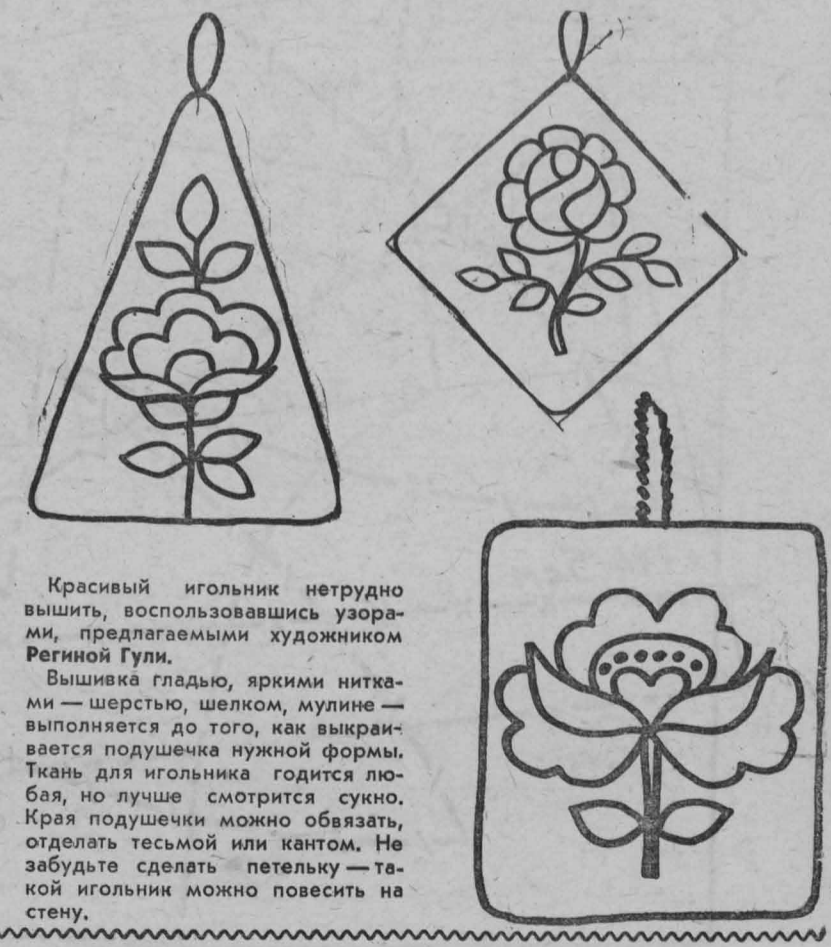 Красивый игольник нетрудно
вышить, воспользовавшись узора-
ми, предлагаемыми художником
Региной Гули.
Вышивка гладью, яркими нитка-
ми — шерстью, шелком, мулине —
выполняется до того, как выкраи-
вается подушечка нужной формы.
Ткань для игольника годится лю-
бая, но лучше смотрится сукно.
Края подушечки можно обвязать,
отделать тесьмой или кантом. Не
забудьте сделать петельку — та-
кой игольник можно повесить на
стену.